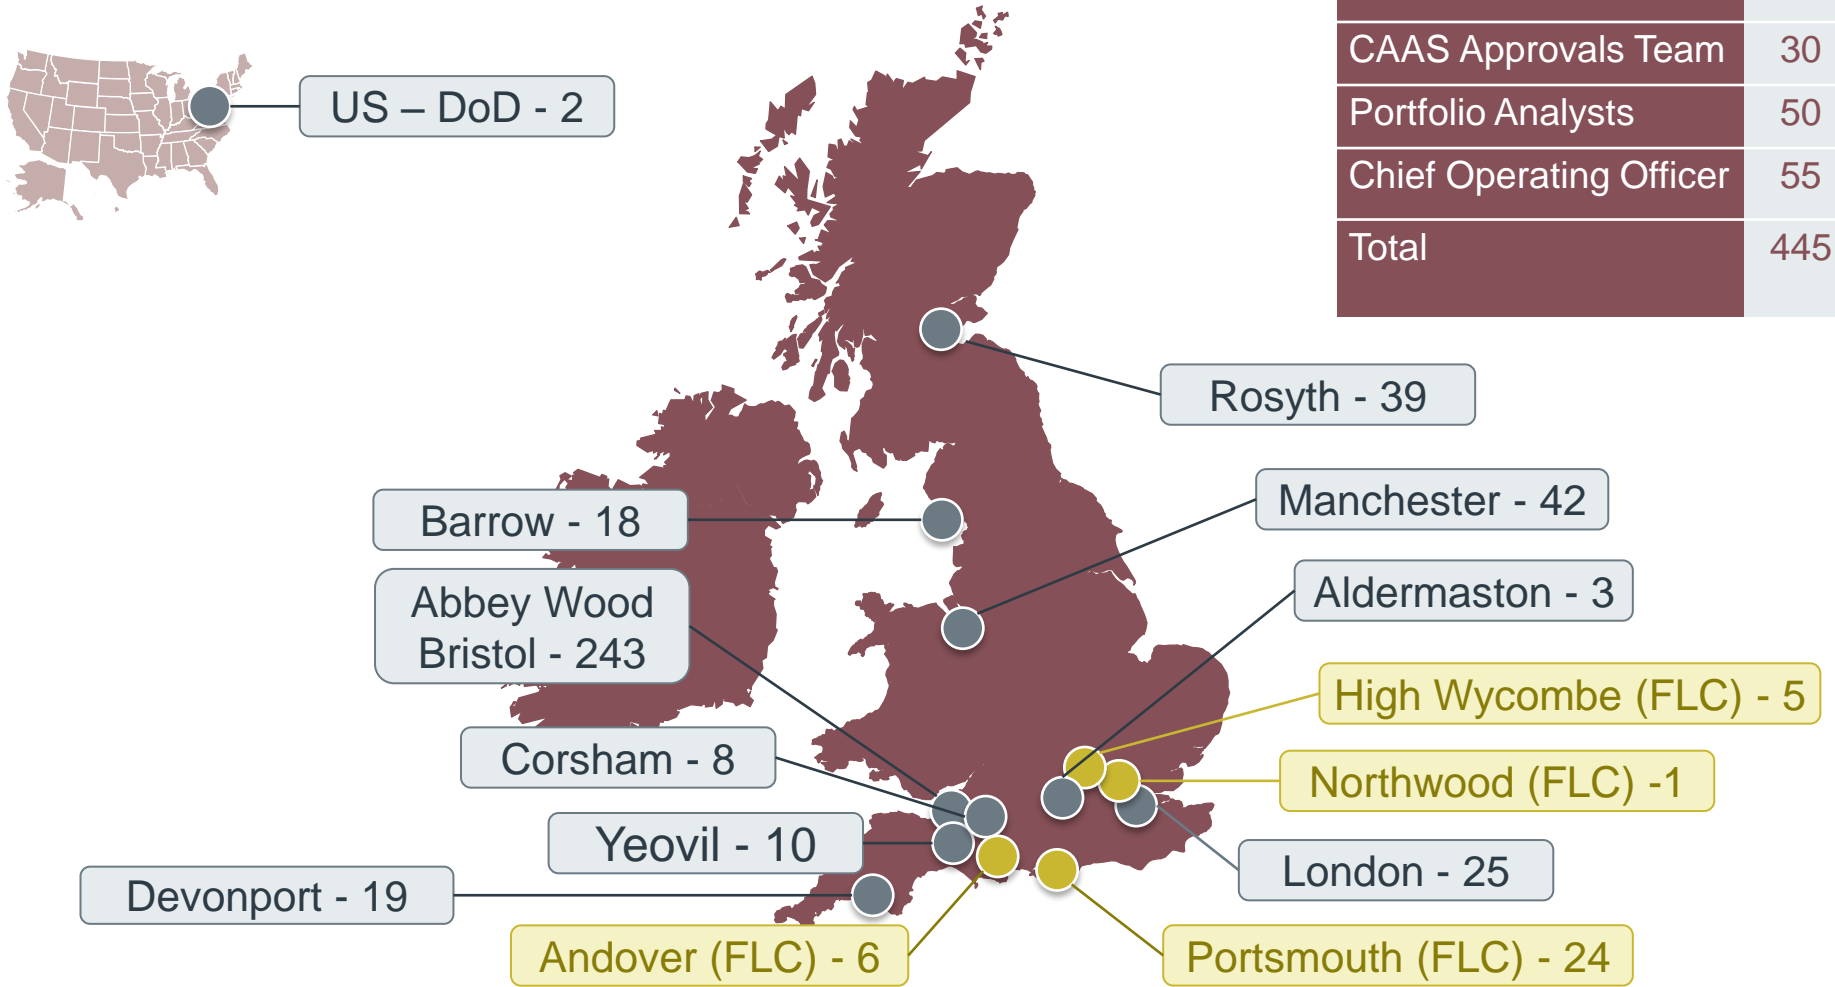 CAAS Approvals Team 30
Portfolio Analysts 50
Chief Operating Officer 55
Total 445
US – DoD - 2
Rosyth - 39
Manchester - 42
Barrow - 18
Aldermaston - 3
Abbey Wood
Bristol - 243
High Wycombe (FLC) - 5
Corsham - 8
Northwood (FLC) -1
Yeovil - 10
London - 25
Devonport - 19
Andover (FLC) - 6
Portsmouth (FLC) - 24